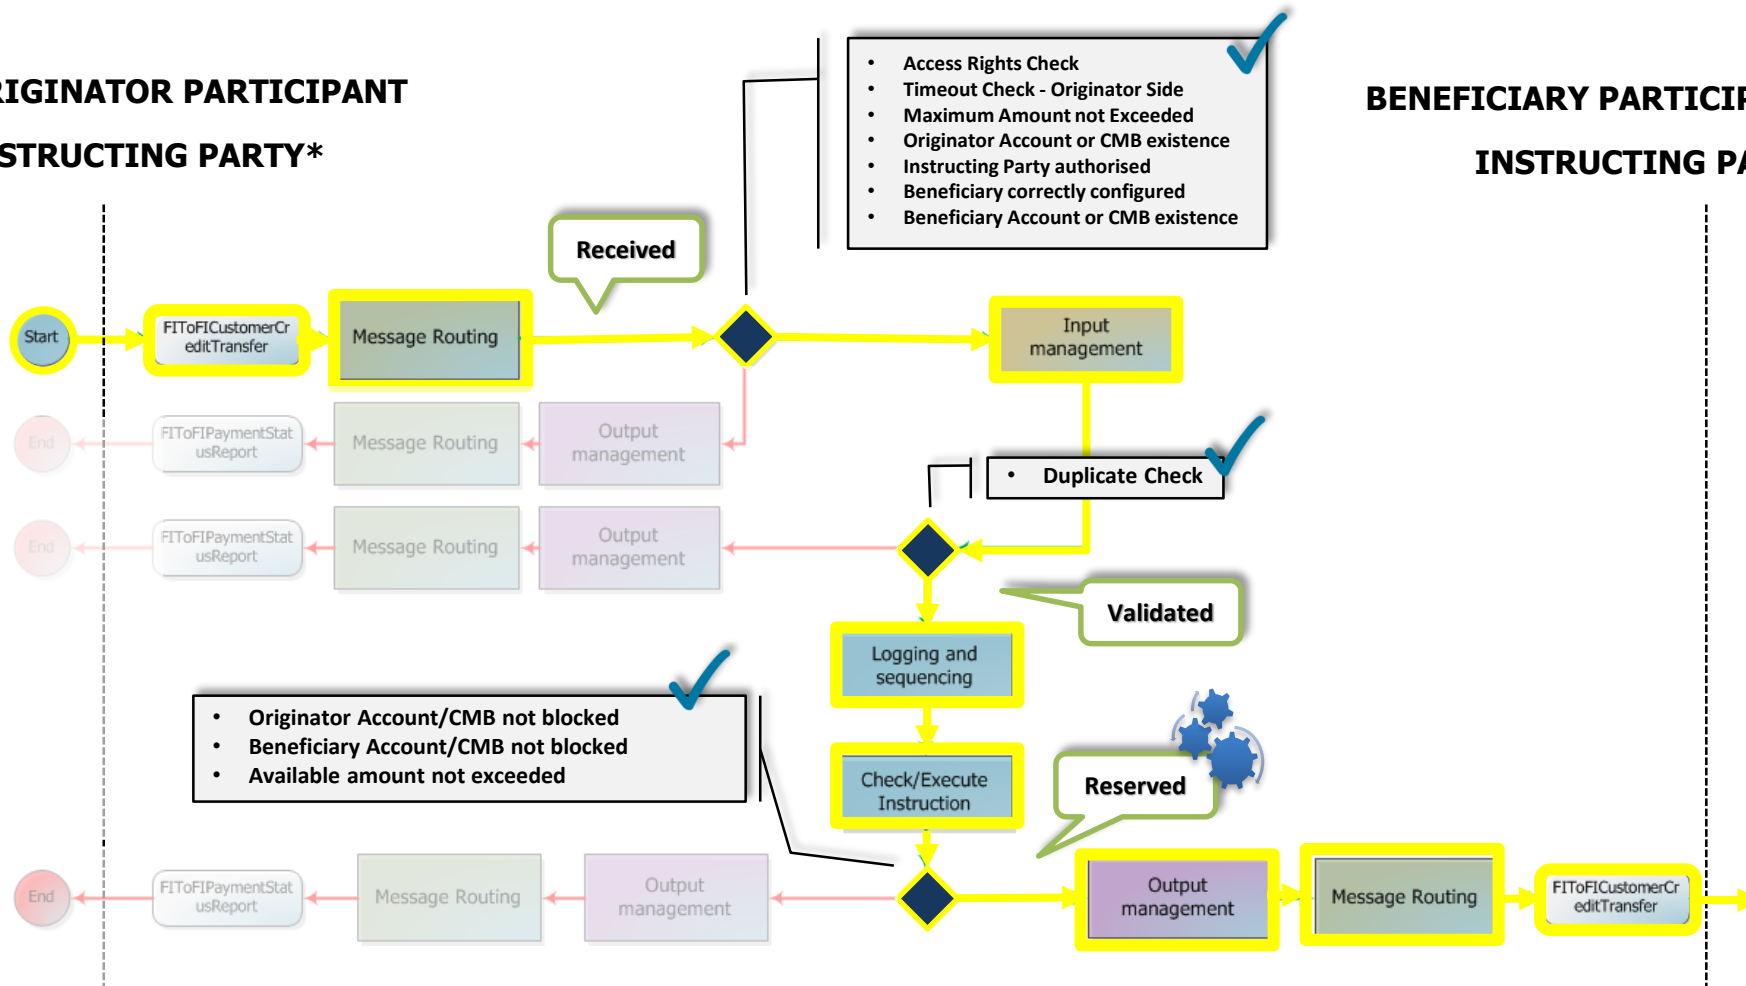 RIGINATOR PARTICIPANT
STRUCTING PARTY*
• Access Rights Check
• Timeout Check - Originator Side
• Maximum Amount not Exceeded
• Originator Account or CMB existence
• Instructing Party authorised
• Beneficiary correctly configured
• Beneficiary Account or CMB existence
BENEFICIARY PARTICIP
INSTRUCTING PA
Received
Start
FIToFICustomerCr
editTransfer
Message Routing
Input
management
End
FIToFIPaymentStat
usReport
Message Routing
Output
management
• Duplicate Check
End
FIToFIPaymentStat
usReport
Message Routing
Output
management
Validated
Logging and
sequencing
• Originator Account/CMB not blocked
• Beneficiary Account/CMB not blocked
• Available amount not exceeded
Check/Execute
Instruction
Reserved
End
FIToFIPaymentStat
usReport
Message Routing
Output
management
Output
management
Message Routing
FIToFICustomerCr
editTransfer